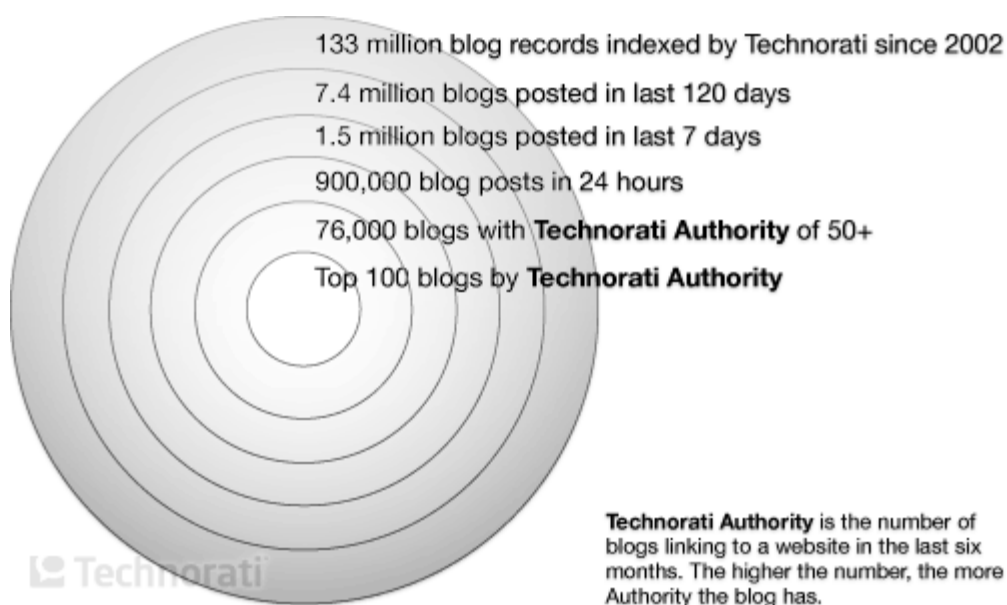 133 million blog records indexed by Technorati since 2002
7.4 million blogs posted in last 120 days
1.5 million blogs posted in last 7 days
900,000 blog posts in 24 hours
76,000 blogs with Technorati Authority of 50+
Top 100 blogs by Technorati Authority
Technorati Authority is the number of
blogs linking to a website in the last six
months. The higher the number, the more
Authority the blog has.
Technorati